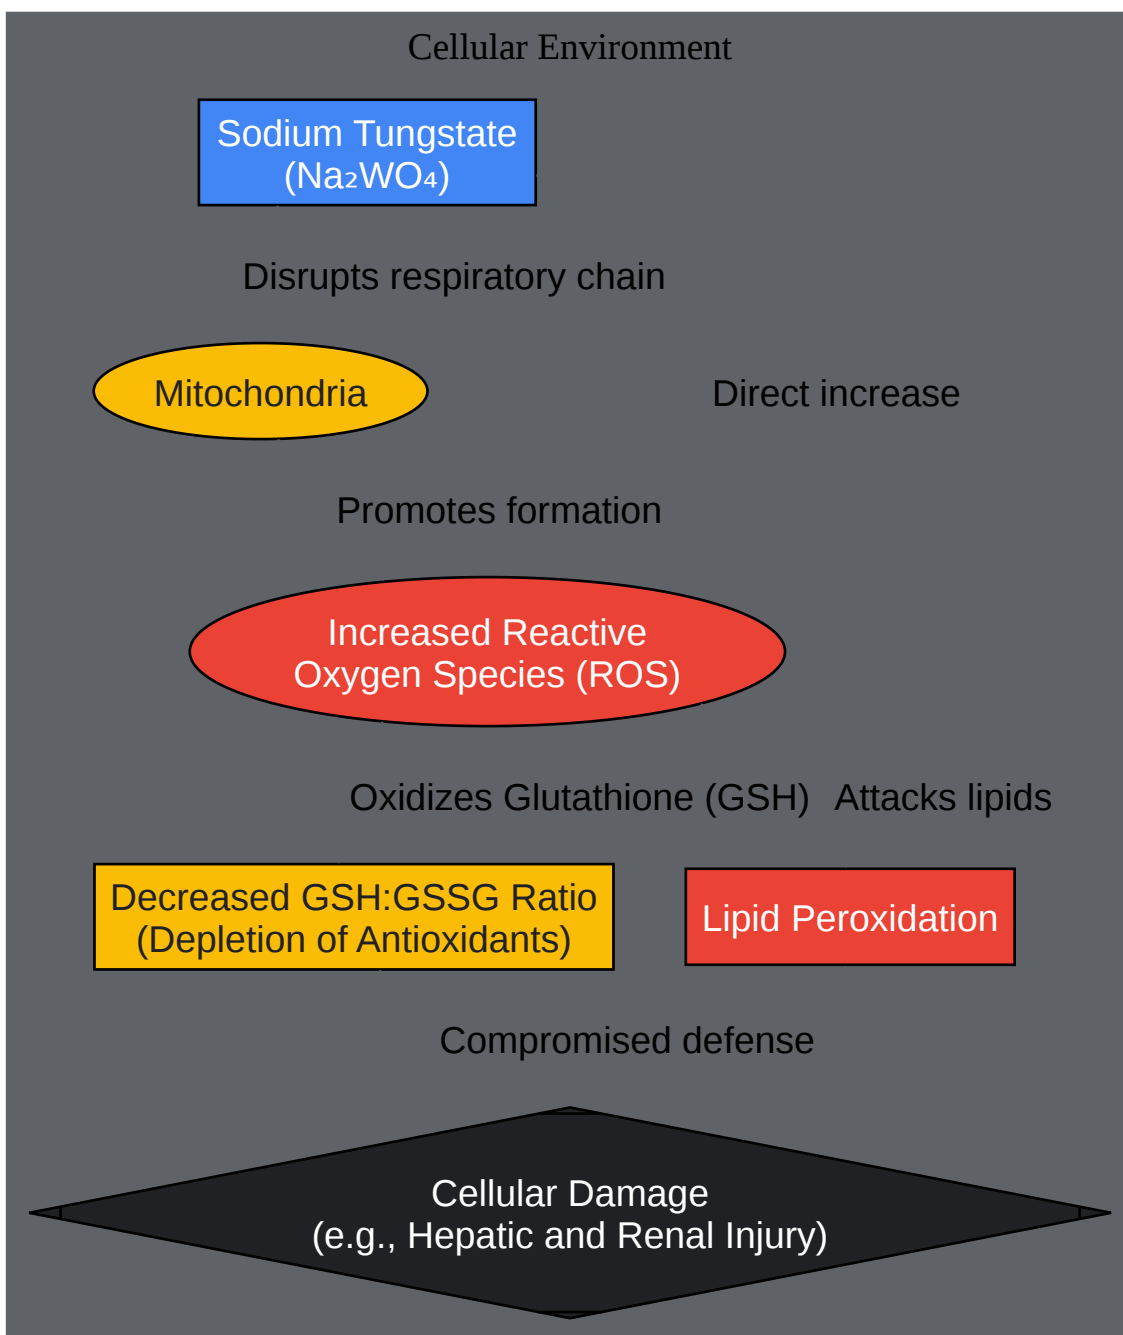 Cellular Environment
Sodium Tungstate
(Na₂WO₄)
Disrupts respiratory chain
Mitochondria
Direct increase
Promotes formation
Increased Reactive
Oxygen Species (ROS)
Oxidizes Glutathione (GSH)
Attacks lipids
Decreased GSH:GSSG Ratio
(Depletion of Antioxidants)
Lipid Peroxidation
Compromised defense
Cellular Damage
(e.g., Hepatic and Renal Injury)